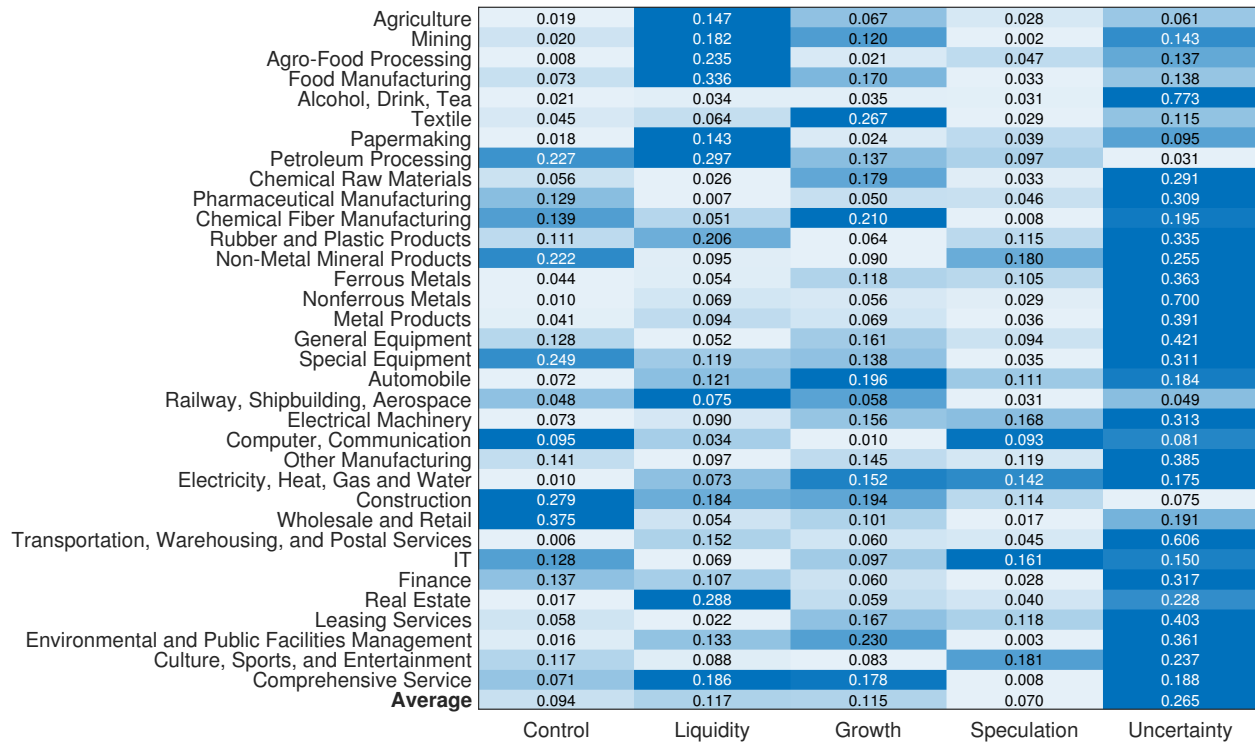 Agriculture 0.019 0.147 0.067 0.028 0.061
Mining 0.020 0.182 0.120 0.002 0.143
Agro-Food Processing 0.008 0.235 0.021 0.047 0.137
Food Manufacturing 0.073 0.336 0.170 0.033 0.138
Alcohol, Drink, Tea 0.021 0.034 0.035 0.031 0.773
Textile 0.045 0.064 0.267 0.029 0.115
Papermaking 0.018 0.143 0.024 0.039 0.095
Petroleum Processing 0.227 0.297 0.137 0.097 0.031
Chemical Raw Materials 0.056 0.026 0.179 0.033 0.291
Pharmaceutical Manufacturing 0.129 0.007 0.050 0.046 0.309
Chemical Fiber Manufacturing 0.139 0.051 0.210 0.008 0.195
Rubber and Plastic Products 0.111 0.206 0.064 0.115 0.335
Non-Metal Mineral Products 0.222 0.095 0.090 0.180 0.255
Ferrous Metals 0.044 0.054 0.118 0.105 0.363
Nonferrous Metals 0.010 0.069 0.056 0.029 0.700
Metal Products 0.041 0.094 0.069 0.036 0.391
General Equipment 0.128 0.052 0.161 0.094 0.421
Special Equipment 0.249 0.119 0.138 0.035 0.311
Automobile 0.072 0.121 0.196 0.111 0.184
Railway, Shipbuilding, Aerospace 0.048 0.075 0.058 0.031 0.049
Electrical Machinery 0.073 0.090 0.156 0.168 0.313
Computer, Communication 0.095 0.034 0.010 0.093 0.081
Other Manufacturing 0.141 0.097 0.145 0.119 0.385
Electricity, Heat, Gas and Water 0.010 0.073 0.152 0.142 0.175
Construction 0.279 0.184 0.194 0.114 0.075
Wholesale and Retail 0.375 0.054 0.101 0.017 0.191
Transportation, Warehousing, and Postal Services 0.006 0.152 0.060 0.045 0.606
IT 0.128 0.069 0.097 0.161 0.150
Finance 0.137 0.107 0.060 0.028 0.317
Real Estate 0.017 0.288 0.059 0.040 0.228
Leasing Services 0.058 0.022 0.167 0.118 0.403
Environmental and Public Facilities Management 0.016 0.133 0.230 0.003 0.361
Culture, Sports, and Entertainment 0.117 0.088 0.083 0.181 0.237
Comprehensive Service 0.071 0.186 0.178 0.008 0.188
Average 0.094 0.117 0.115 0.070 0.265
Control Liquidity Growth Speculation Uncertainty